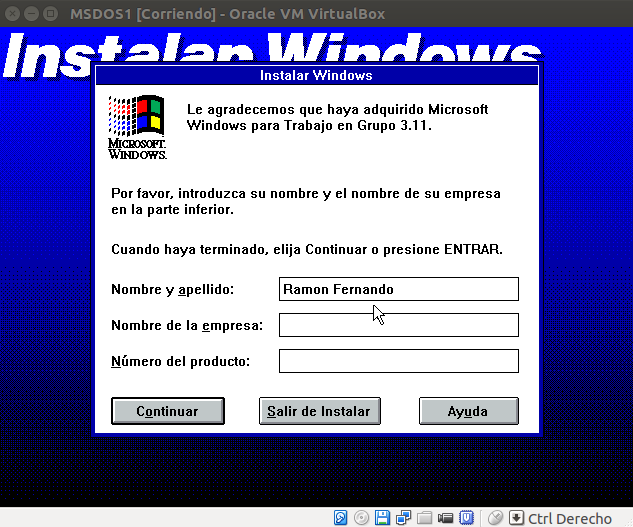 MSDOS1 [Corriendo] - Oracle VM VirtualBox
Instalar Windows
Instalar Windows
MICROSOFT.
WINDOWS.
Le agradecemos que haya adquirido Microsoft
Windows para Trabajo en Grupo 3.11.
Por favor, introduzca su nombre y el nombre de su empresa
en la parte inferior.
Cuando haya terminado, elija Continuar o presione ENTRAR.
Nombre y apellido: Ramon Fernando
Nombre de la empresa:
Número del producto:
Continuar Salir de Instalar Ayuda
Ctrl Derecho